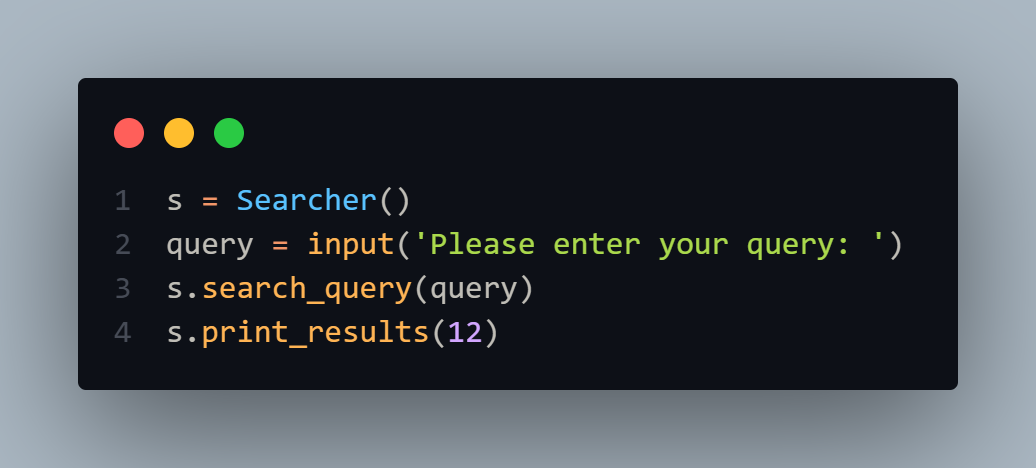 1 s = Searcher()
2 query = input('Please enter your query: ')
3 s.search_query(query)
4 s.print_results(12)